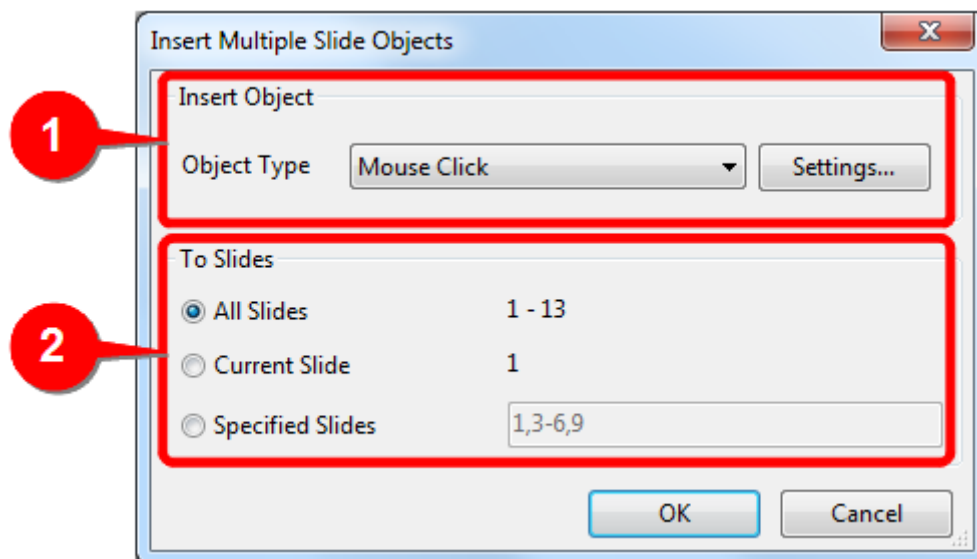 Insert Multiple Slide Objects
Insert Object
1
Object Type Mouse Click Settings...
To Slides
All Slides 1 - 13
2
Current Slide 1
Specified Slides 1,3-6,9
OK Cancel